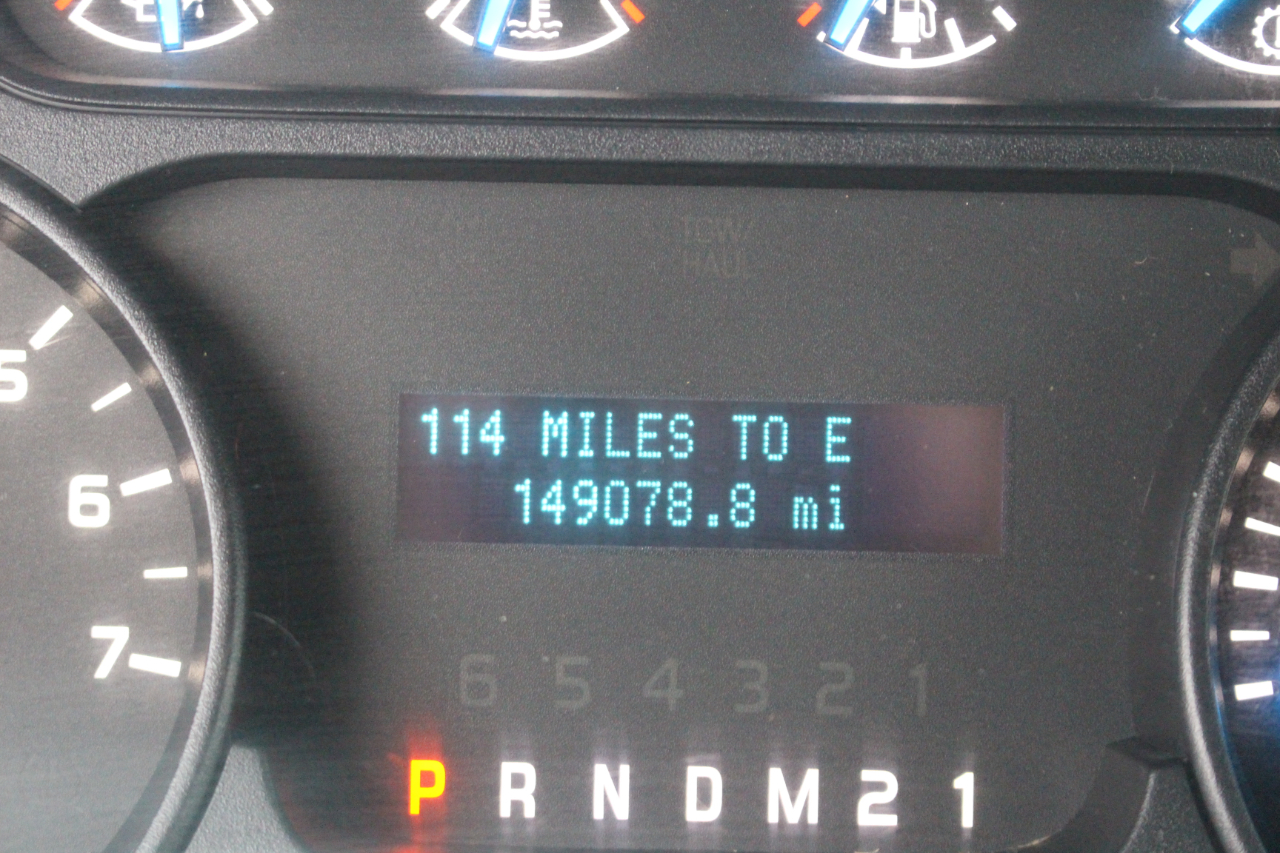 TOW/
HAUL
5
114 MILES TO E
149078.8 mi
6
7
6 5 4 3 2 1
P R N D M 2 1